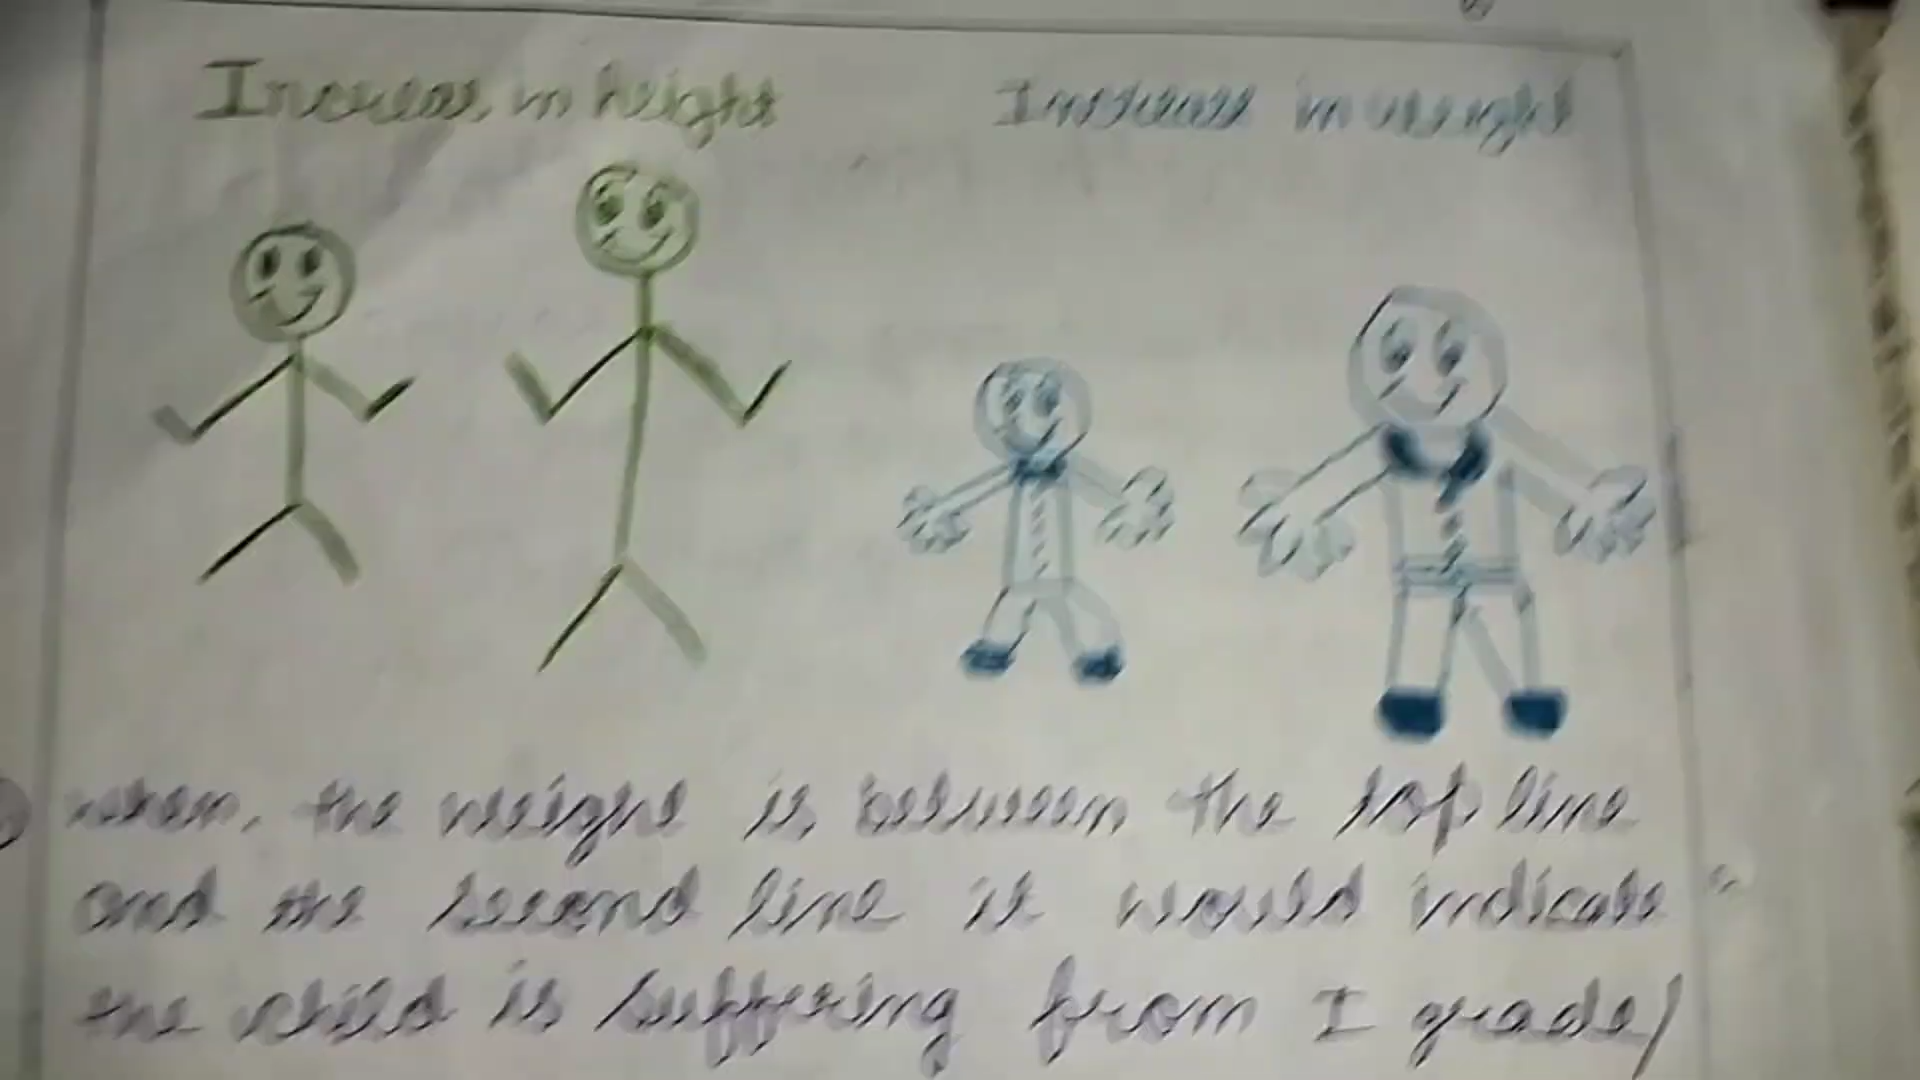 Increas in height
Increase in weight
when, the weight is between the top line
and the second line it would indicate
the child is suffering from I grade/